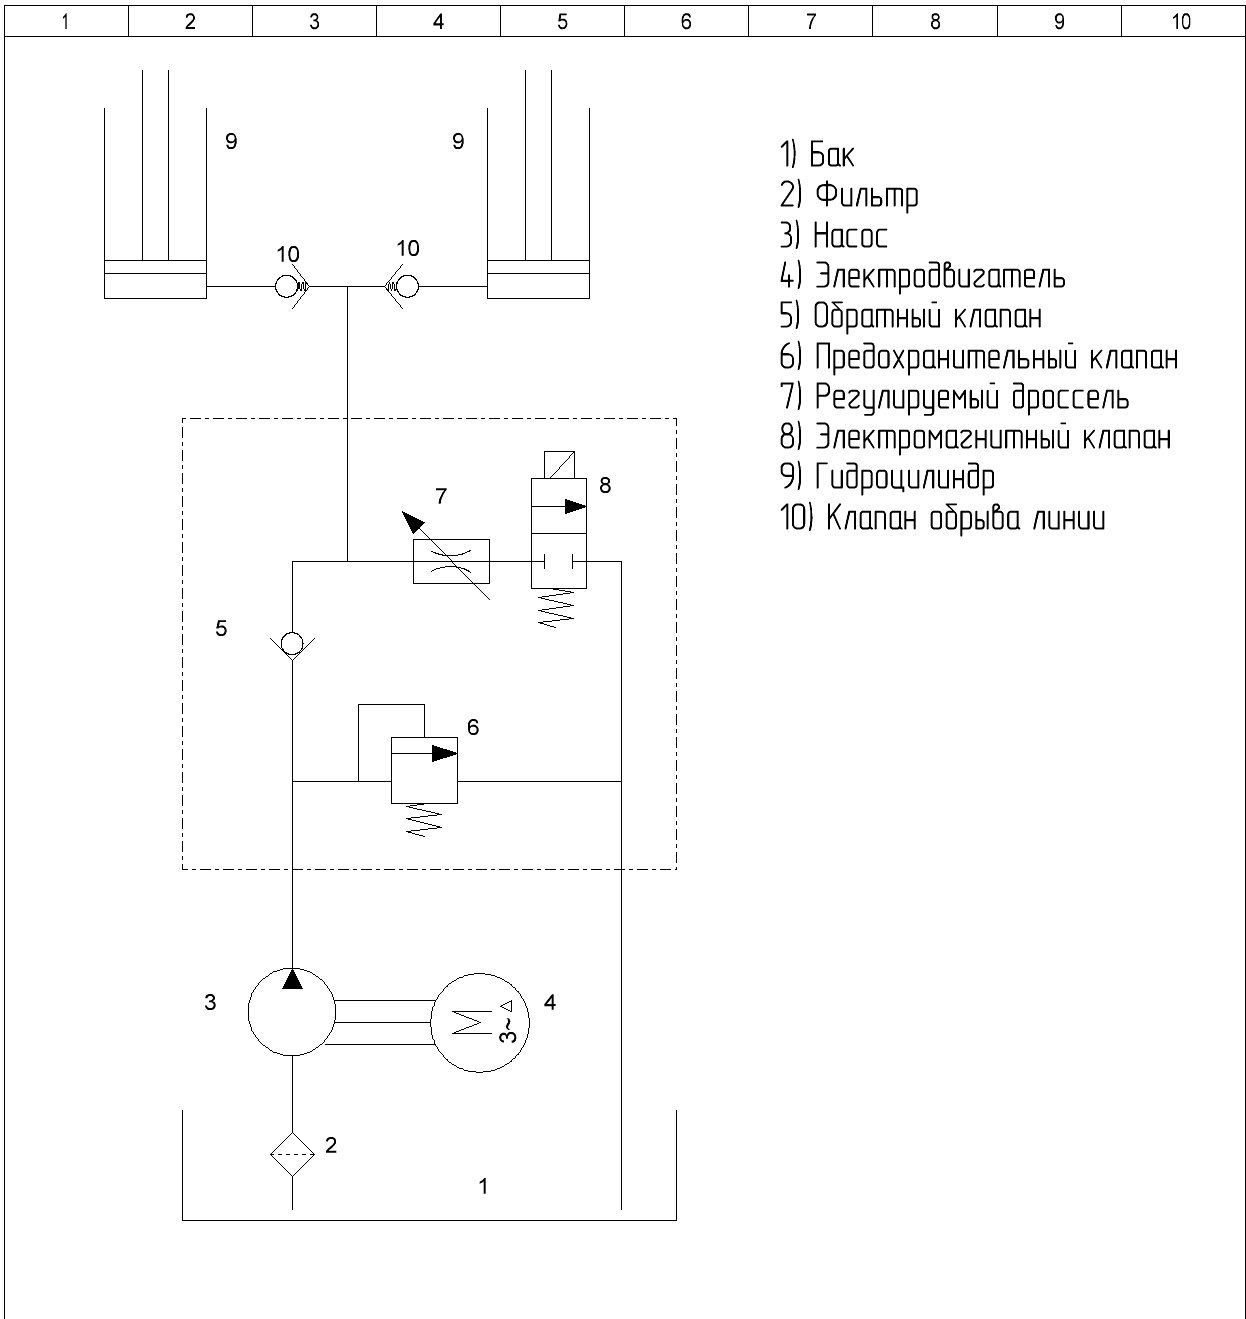 1 2 3 4 5 6 7 8 9 10
9 9
10 10
1) Бак
2) Фильтр
3) Насос
4) Электродвигатель
5) Обратный клапан
6) Предохранительный клапан
7) Регулируемый дроссель
8) Электромагнитный клапан
9) Гидроцилиндр
10) Клапан обрыва линии
7
8
5
6
3
M
3~
4
2
1